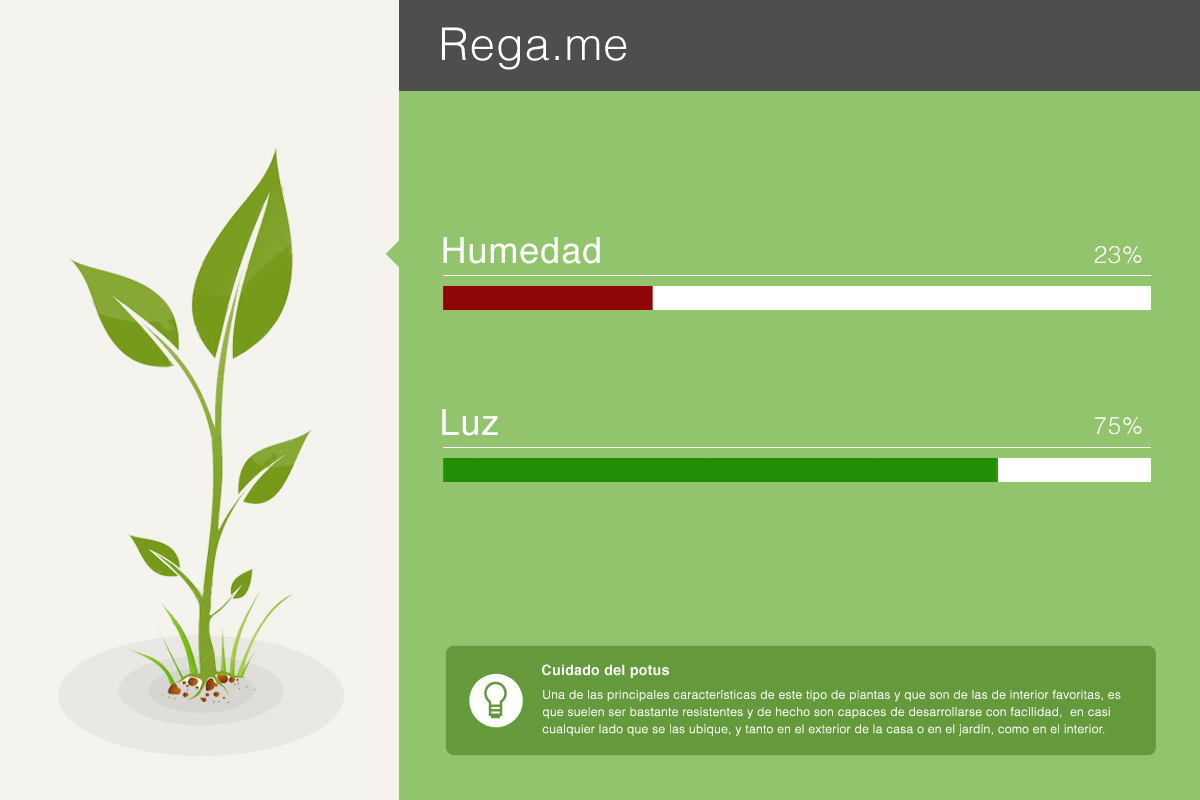 Rega.me
Humedad
23%
Luz
75%
Cuidado del potus
Una de las principales características de este tipo de plantas y que son de las de interior favoritas, es
que suelen ser bastante resistentes y de hecho son capaces de desarrollarse con facilidad,  en casi
cualquier lado que se las ubique, y tanto en el exterior de la casa o en el jardín, como en el interior.